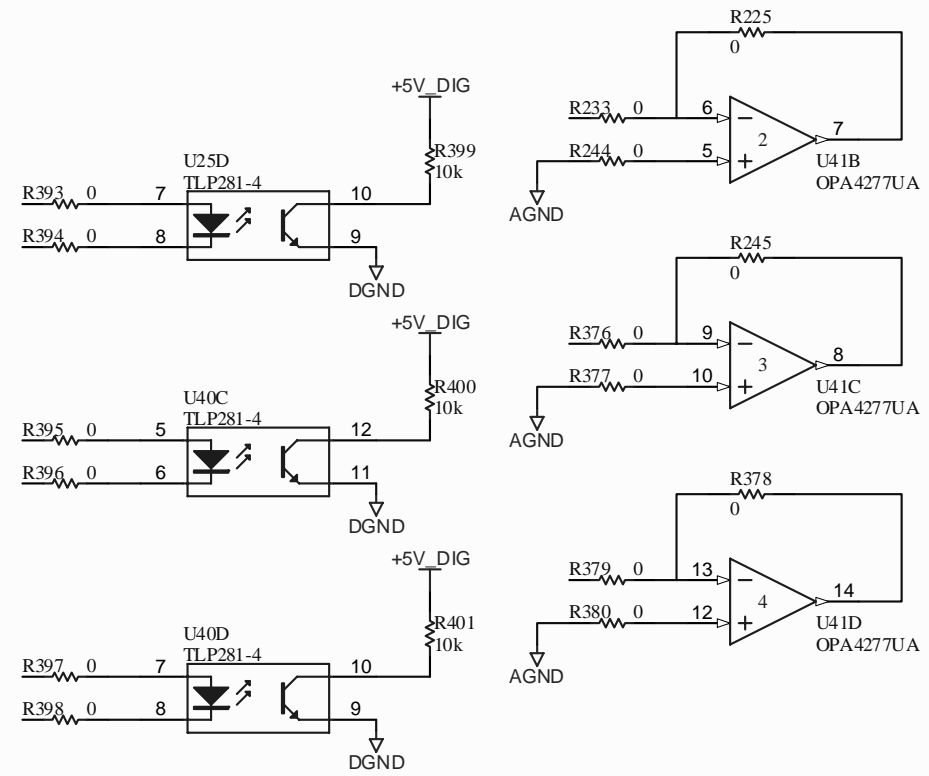 +5V_DIG
R399
10k
U25D
TLP281-4
R393 0 7 10
R394 0 8 9
DGND
+5V_DIG
R400
10k
U40C
TLP281-4
R395 0 5 12
R396 0 6 11
DGND
+5V_DIG
R401
10k
U40D
TLP281-4
R397 0 7 10
R398 0 8 9
DGND
R225
0
R233 0 6
2 7
R244 0 5
U41B
OPA4277UA
AGND
R245
0
R376 0 9
3 8
R377 0 10
U41C
OPA4277UA
AGND
R378
0
R379 0 13
4 14
R380 0 12
U41D
OPA4277UA
AGND